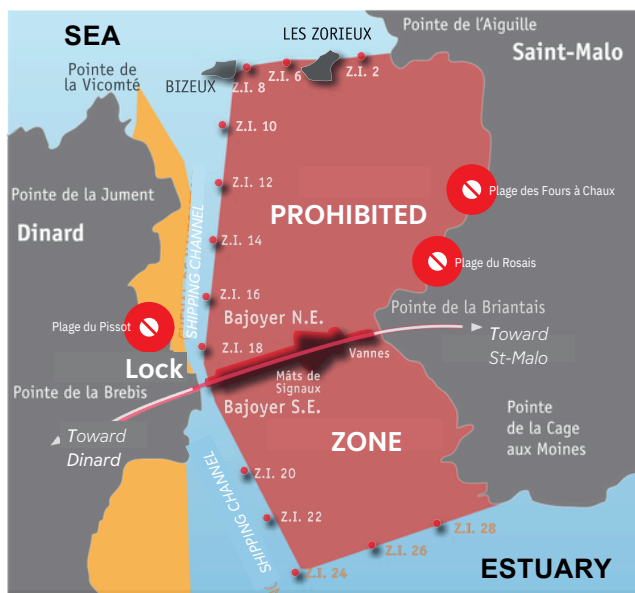 SEA
LES ZORIEUX
Pointe de l'Aiguille
Saint-Malo
Pointe de
la Vicomté
BIZEUX
Z.I. 8
Z.I. 6
Z.I. 2
Z.I. 10
Pointe de la Jument
Dinard
Z.I. 12
Plage des Fours à Chaux
PROHIBITED
SHIPPING CHANNEL
Z.I. 14
Plage du Rosais
Z.I. 16
Plage du Pissot
Bajoyer N.E.
Pointe de la Briantais
Toward
St-Malo
Z.I. 18
Vannes
Lock
Mâts de
Signaux
Pointe de la Brebis
Bajoyer S.E.
Toward
Dinard
ZONE
Pointe
de la Cage
aux Moines
Z.I. 20
SHIPPING CHANNEL
Z.I. 22
Z.I. 28
Z.I. 26
Z.I. 24
ESTUARY